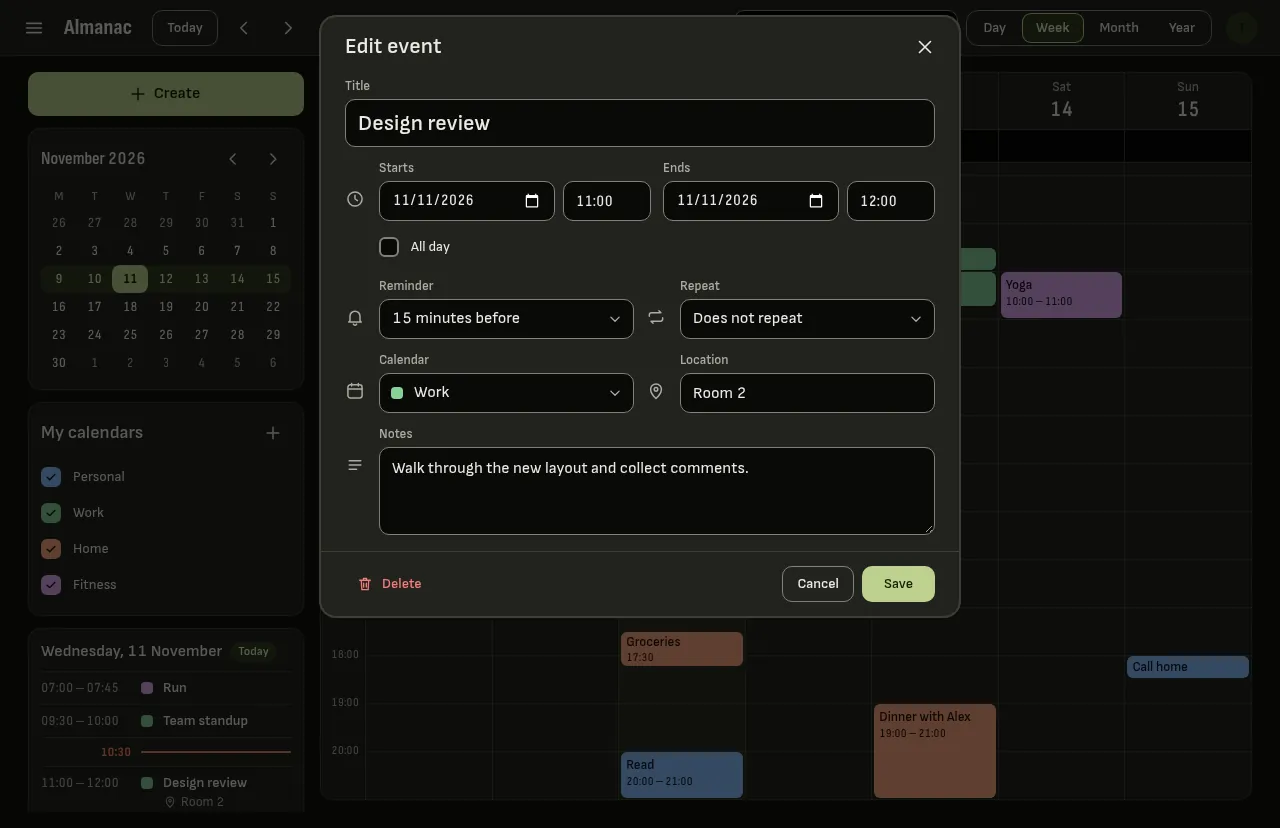 Almanac
Today
Day
Week
Month
Year
Create
November 2026
M T W T F S S
26 27 28 29 30 31 1
2 3 4 5 6 7 8
9 10 11 12 13 14 15
16 17 18 19 20 21 22
23 24 25 26 27 28 29
30 1 2 3 4 5 6
My calendars
Personal
Work
Home
Fitness
Wednesday, 11 November Today
07:00 – 07:45 Run
09:30 – 10:00 Team standup
10:30
11:00 – 12:00 Design review
Room 2
Edit event
Title
Design review
Starts
Ends
11/11/2026 11:00
11/11/2026 12:00
All day
Reminder
Repeat
15 minutes before
Does not repeat
Calendar
Location
Work
Room 2
Notes
Walk through the new layout and collect comments.
Delete
Cancel
Save
Sat
14
Sun
15
Yoga
10:00 – 11:00
18:00
19:00
20:00
Groceries
17:30
Read
20:00 – 21:00
Dinner with Alex
19:00 – 21:00
Call home